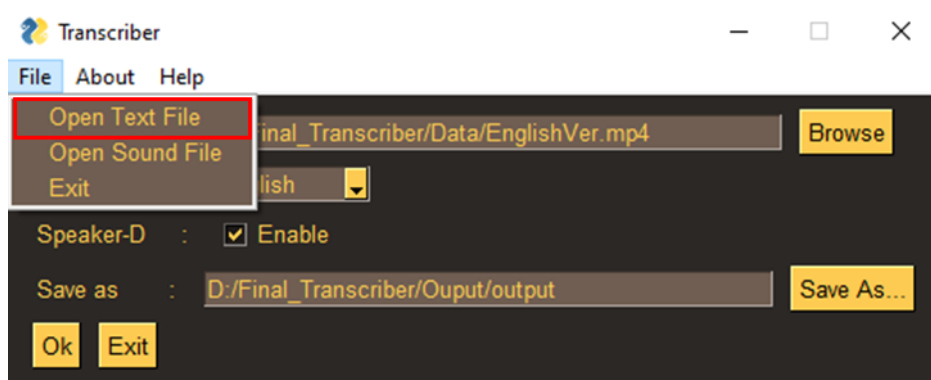 Transcriber
File About Help
Open Text File
Open Sound File
Exit
inal_Transcriber/Data/EnglishVer.mp4 Browse
lish
Speaker-D : Enable
Save as : D:/Final_Transcriber/Ouput/output Save As...
Ok Exit